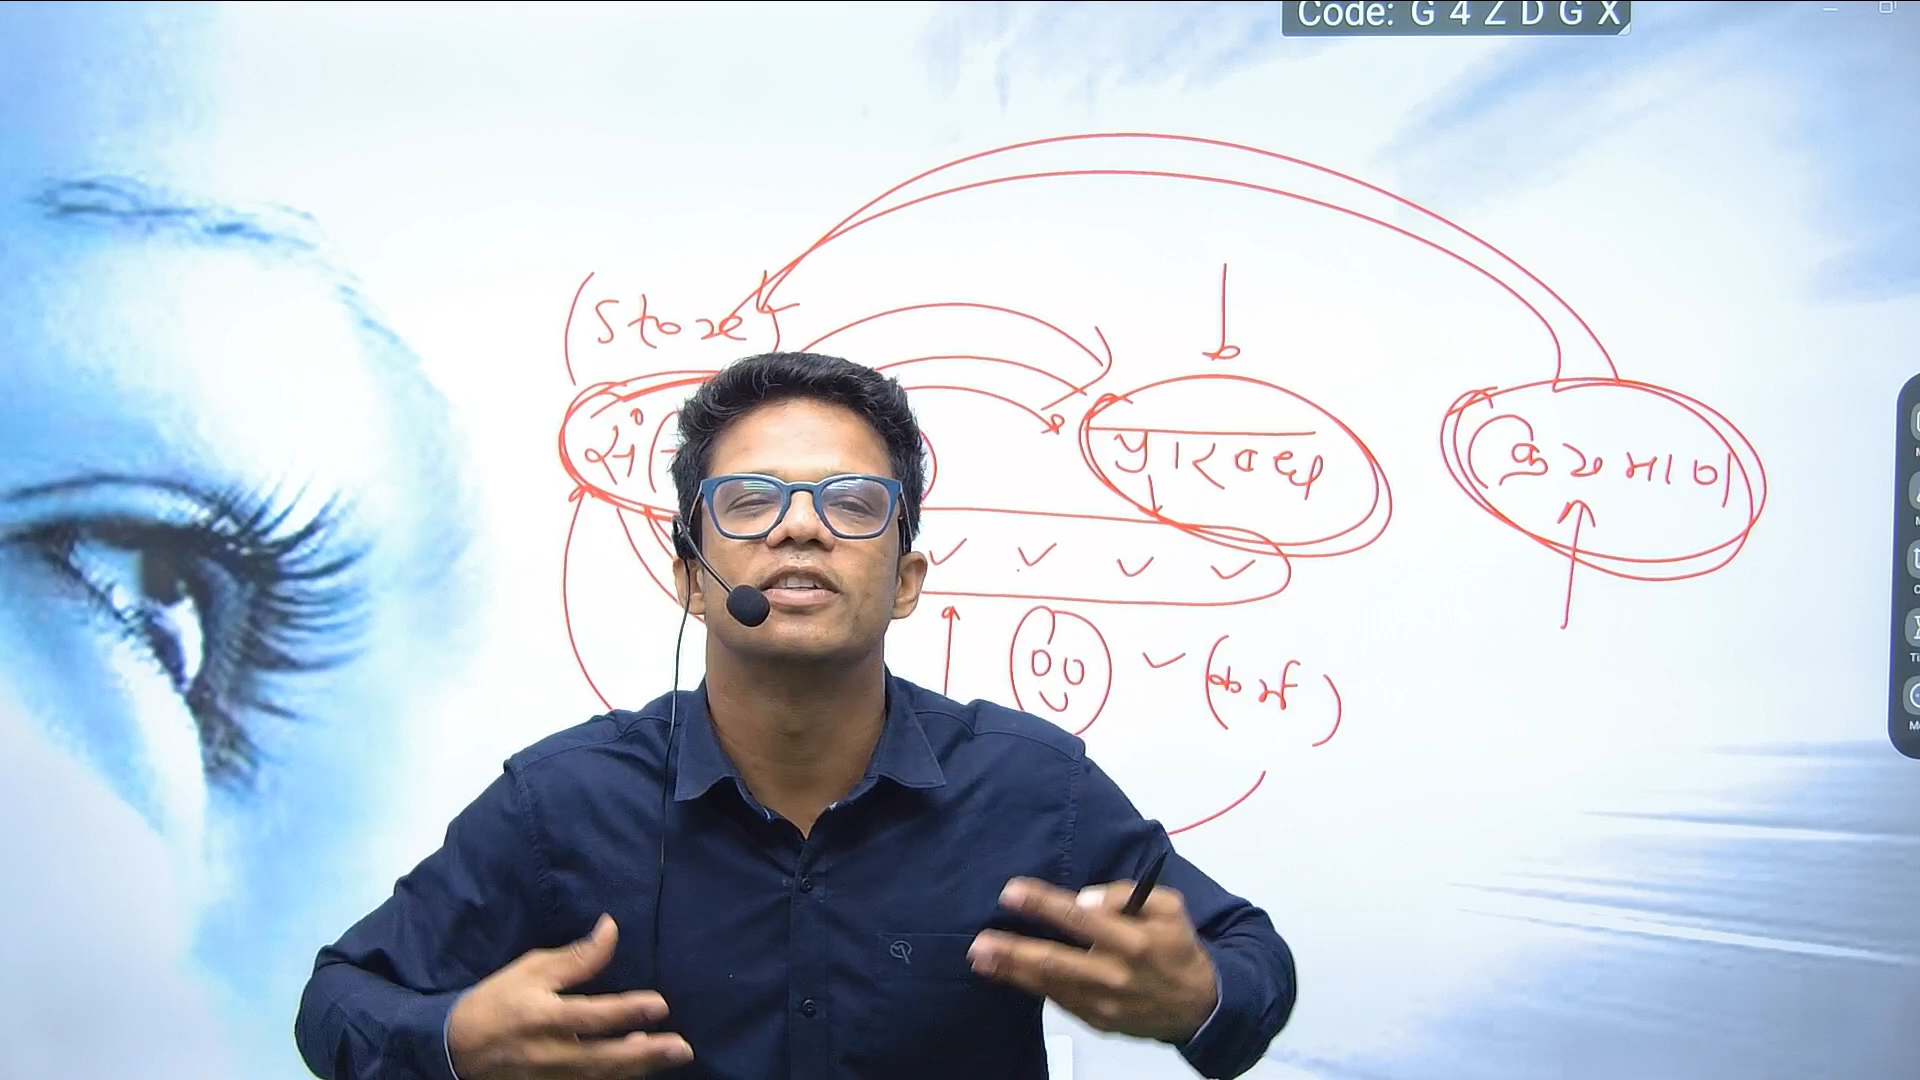 Code: G 4 Z D G X
(Store)
सं
प्रारब्ध
क्रियमाण
(कर्म)